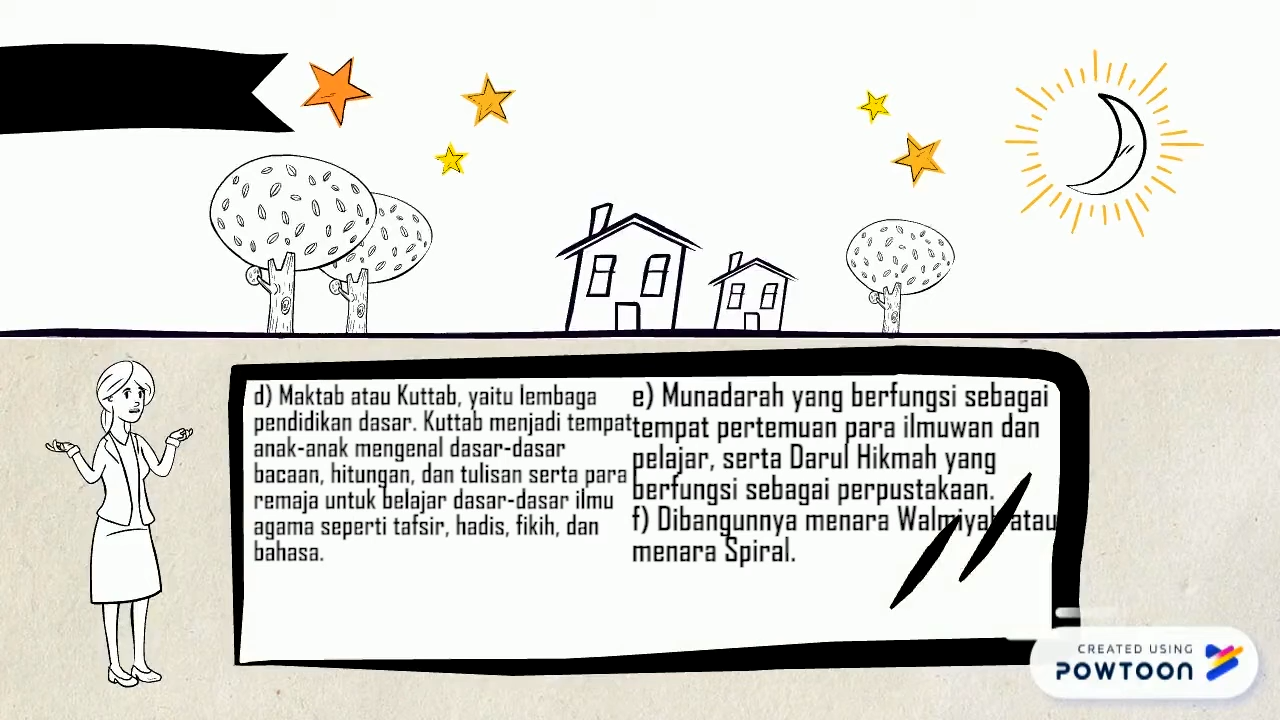 d) Maktab atau Kuttab, yaitu lembaga
pendidikan dasar. Kuttab menjadi tempat
anak-anak mengenal dasar-dasar
bacaan, hitungan, dan tulisan serta para
remaja untuk belajar dasar-dasar ilmu
agama seperti tafsir, hadis, fikih, dan
bahasa.
e) Munadarah yang berfungsi sebagai
tempat pertemuan para ilmuwan dan
pelajar, serta Darul Hikmah yang
berfungsi sebagai perpustakaan.
f) Dibangunnya menara Walmiyah atau
menara Spiral.
CREATED USING
POWTOON